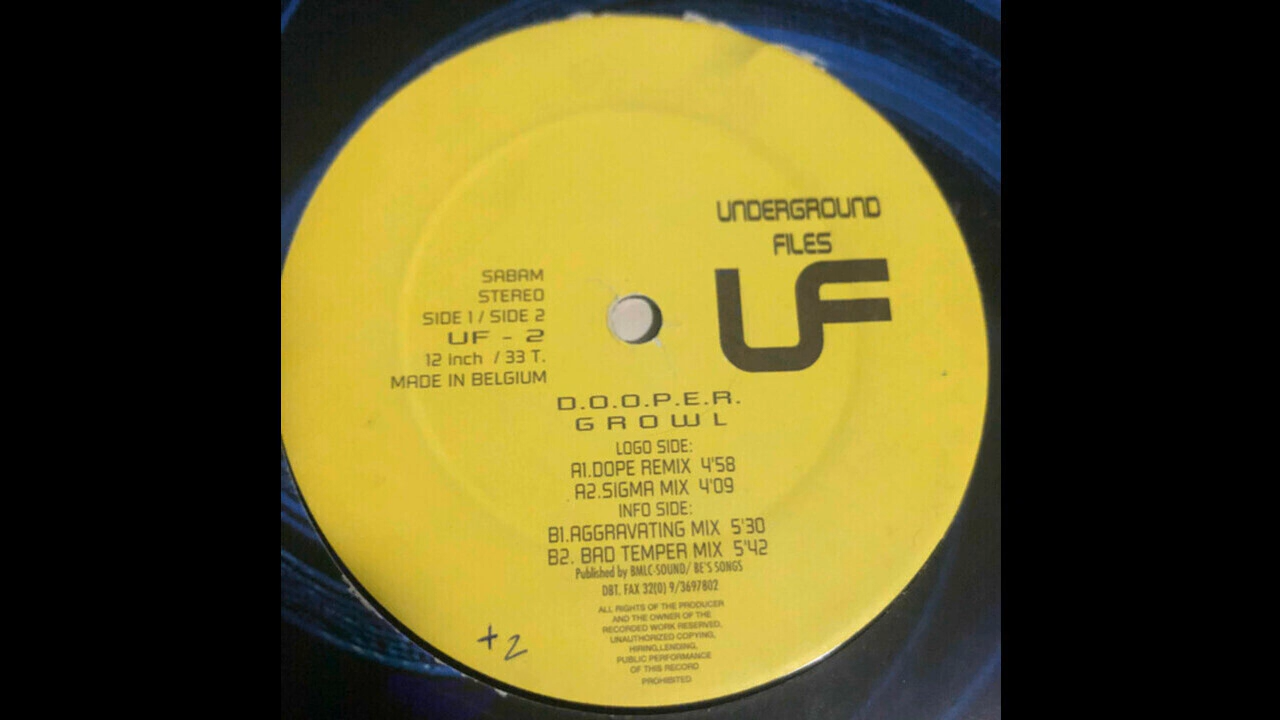 UNDERGROUND
FILES
UF
SABAM
STEREO
SIDE 1 / SIDE 2
UF - 2
12 inch / 33 T.
MADE IN BELGIUM
D.O.O.P.E.R.
GROWL
LOGO SIDE:
A1.DOPE REMIX 4'58
A2.SIGMA MIX 4'09
INFO SIDE:
B1.AGGRAVATING MIX 5'30
B2. BAD TEMPER MIX 5'42
Published by BMLC-SOUND/ BE'S SONGS
DBT. FAX 32(0) 9/3697802
ALL RIGHTS OF THE PRODUCER
AND THE OWNER OF THE
RECORDED WORK RESERVED,
UNAUTHORIZED COPYING,
HIRING,LENDING,
PUBLIC PERFORMANCE
OF THIS RECORD
PROHIBITED
+2